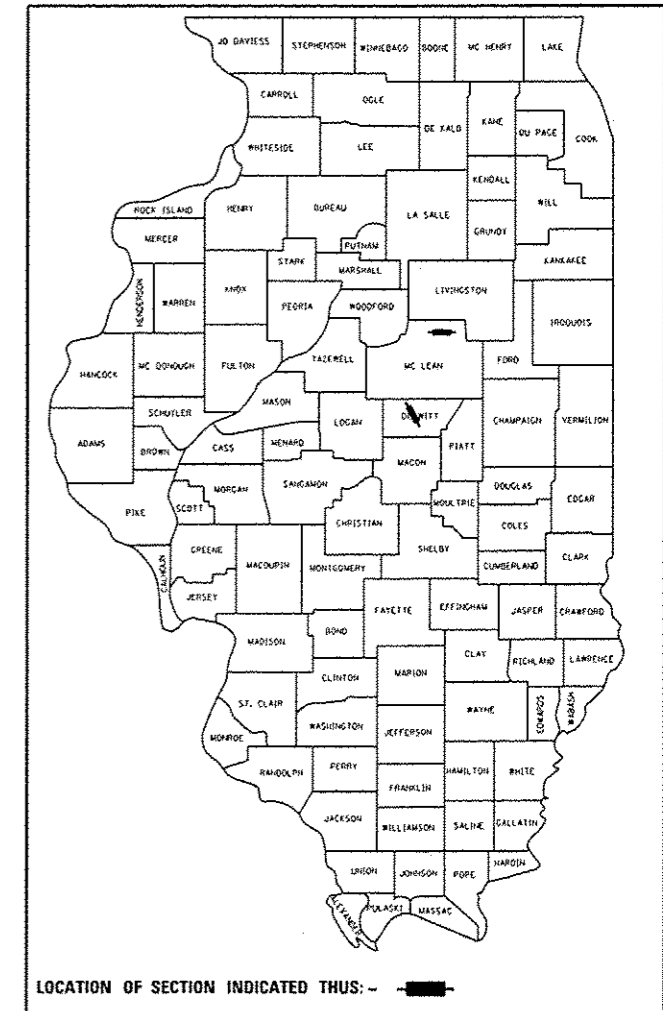 JO DAVIESS STEPHENSON WINNEBAGO BOONE MC HENRY LAKE
CARROLL OGLE DE KALB KANE DU PAGE COOK
WHITESIDE LEE
KENDALL
ROCK ISLAND HENRY BUREAU LA SALLE GRUNDY WILL
MERCER PUTNAM
STARK MARSHALL KANKAKEE
HENDERSON WARREN KNOX PEORIA WOODFORD LIVINGSTON IROQUOIS
HANCOCK MC DONOUGH FULTON TAZEWELL MC LEAN FORD
MASON
SCHUYLER LOGAN CHAMPAIGN VERMILION
ADAMS BROWN CASS MENARD MACON PIATT
MORGAN SANGAMON DOUGLAS EDGAR
PIKE SCOTT CHRISTIAN MOULTRIE COLES
CALHOUN GREENE MACOUPIN MONTGOMERY SHELBY CUMBERLAND CLARK
JERSEY FAYETTE EFFINGHAM JASPER CRAWFORD
MADISON BOND
CLAY RICHLAND LAWRENCE
CLINTON MARION
ST. CLAIR WAYNE EDWARDS WABASH
WASHINGTON JEFFERSON
MONROE
RANDOLPH PERRY HAMILTON WHITE
FRANKLIN
JACKSON WILLIAMSON SALINE GALLATIN
UNION JOHNSON POPE HARDIN
ALEXANDER PULASKI MASSAC
LOCATION OF SECTION INDICATED THUS:-